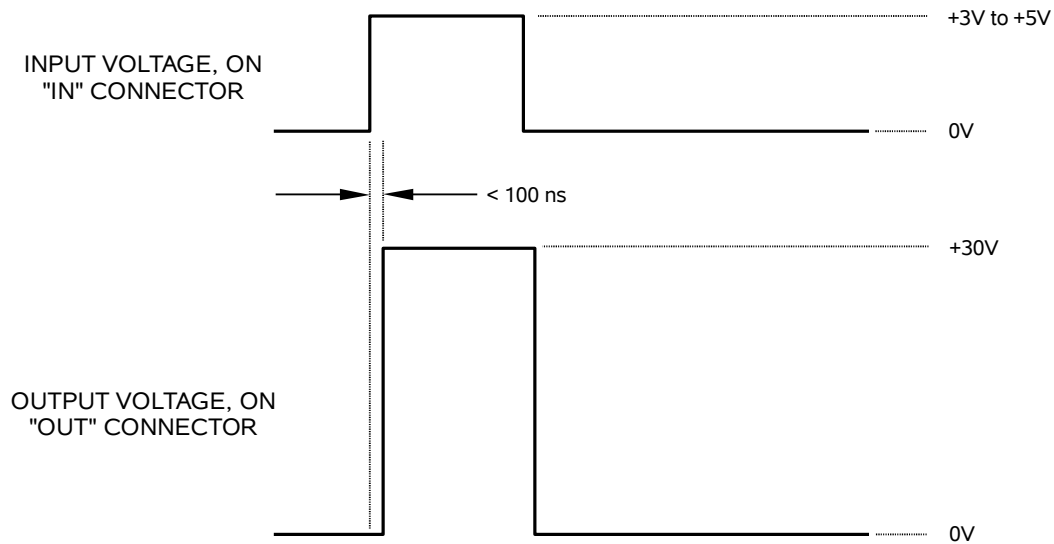 +3V to +5V
INPUT VOLTAGE, ON
"IN" CONNECTOR
0V
< 100 ns
+30V
OUTPUT VOLTAGE, ON
"OUT" CONNECTOR
0V